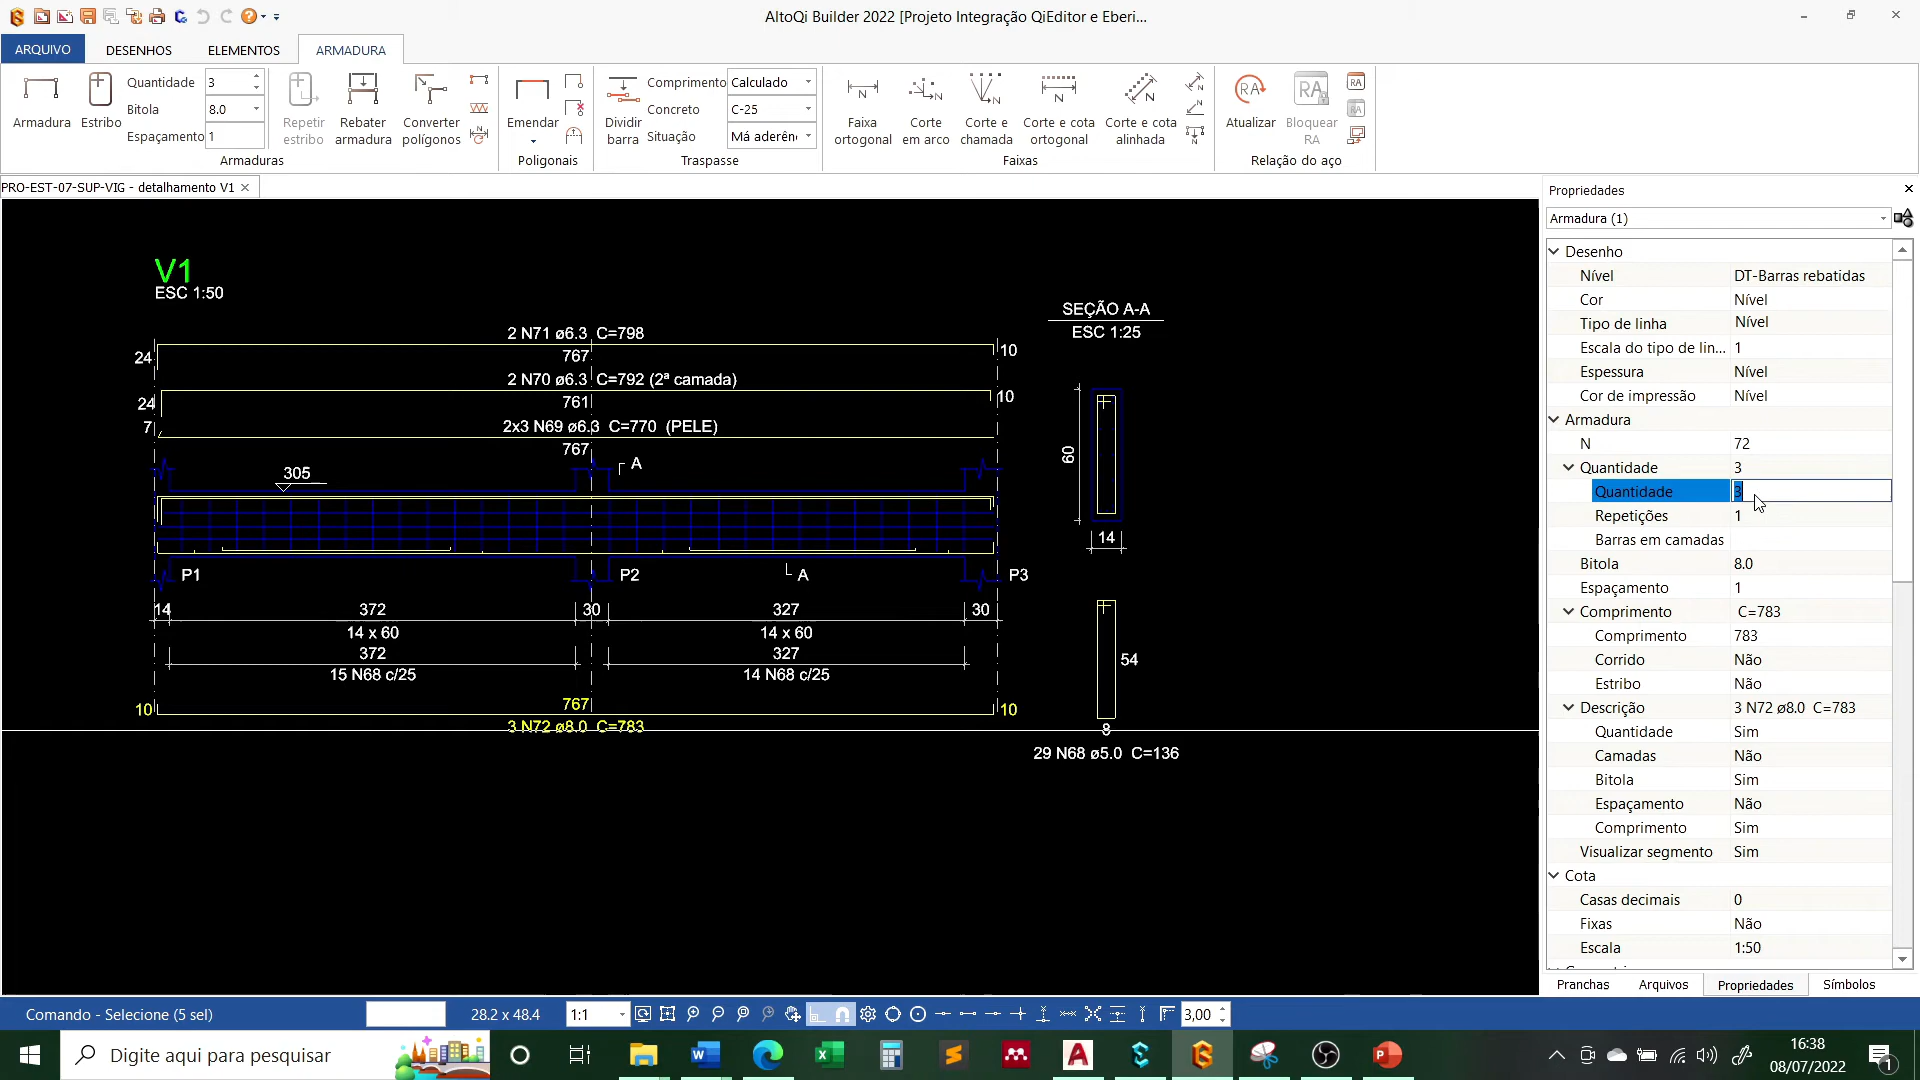 AltoQi Builder 2022 [Projeto Integração QiEditor e Eberi...
ARQUIVO DESENHOS ELEMENTOS ARMADURA
Armadura Estribo Quantidade 3
Bitola 8.0
Espaçamento 1
Armaduras
Repetir estribo
Rebater armadura
Converter polígonos
Emendar
Poligonais
Dividir barra
Comprimento Calculado
Concreto C-25
Situação Má aderên
Traspasse
Faixa ortogonal
Corte em arco
Corte e chamada
Corte e cota ortogonal
Corte e cota alinhada
Faixas
Atualizar
Bloquear RA
Relação do aço
PRO-EST-07-SUP-VIG - detalhamento V1
V1
ESC 1:50
2 N71 ø6.3 C=798
24 767 10
2 N70 ø6.3 C=792 (2ª camada)
24 761 10
2x3 N69 ø6.3 C=770 (PELE)
7 767
305
A
P1 P2 A P3
14 372 30 327 30
14 x 60 14 x 60
372 327
15 N68 c/25 14 N68 c/25
10 767 10
3 N72 ø8.0 C=783
SEÇÃO A-A
ESC 1:25
60
14
54
8
29 N68 ø5.0 C=136
Propriedades
Armadura (1)
Desenho
Nível DT-Barras rebatidas
Cor Nível
Tipo de linha Nível
Escala do tipo de lin... 1
Espessura Nível
Cor de impressão Nível
Armadura
N 72
Quantidade 3
Quantidade 3
Repetições 1
Barras em camadas
Bitola 8.0
Espaçamento 1
Comprimento C=783
Comprimento 783
Corrido Não
Estribo Não
Descrição 3 N72 ø8.0 C=783
Quantidade Sim
Camadas Não
Bitola Sim
Espaçamento Não
Comprimento Sim
Visualizar segmento Sim
Cota
Casas decimais 0
Fixas Não
Escala 1:50
Pranchas Arquivos Propriedades Símbolos
Comando - Selecione (5 sel) 28.2 x 48.4 1:1 3,00
Digite aqui para pesquisar
16:38
08/07/2022
1